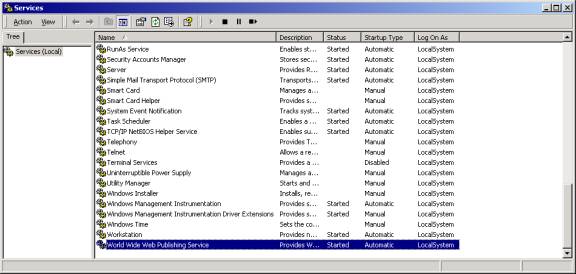 Services
Action View
Tree
Services (Local)
Name Description Status Startup Type Log On As
RunAs Service Enables st... Started Automatic LocalSystem
Security Accounts Manager Stores sec... Started Automatic LocalSystem
Server Provides R... Started Automatic LocalSystem
Simple Mail Transport Protocol (SMTP) Transports... Started Automatic LocalSystem
Smart Card Manages a... Manual LocalSystem
Smart Card Helper Provides s... Manual LocalSystem
System Event Notification Tracks syst... Started Automatic LocalSystem
Task Scheduler Enables a ... Started Automatic LocalSystem
TCP/IP NetBIOS Helper Service Enables su... Started Automatic LocalSystem
Telephony Provides T... Manual LocalSystem
Telnet Allows a re... Manual LocalSystem
Terminal Services Provides a ... Disabled LocalSystem
Uninterruptible Power Supply Manages a... Manual LocalSystem
Utility Manager Starts and ... Manual LocalSystem
Windows Installer Installs, re... Manual LocalSystem
Windows Management Instrumentation Provides s... Started Automatic LocalSystem
Windows Management Instrumentation Driver Extensions Provides s... Started Manual LocalSystem
Windows Time Sets the co... Manual LocalSystem
Workstation Provides n... Started Automatic LocalSystem
World Wide Web Publishing Service Provides W... Started Automatic LocalSystem